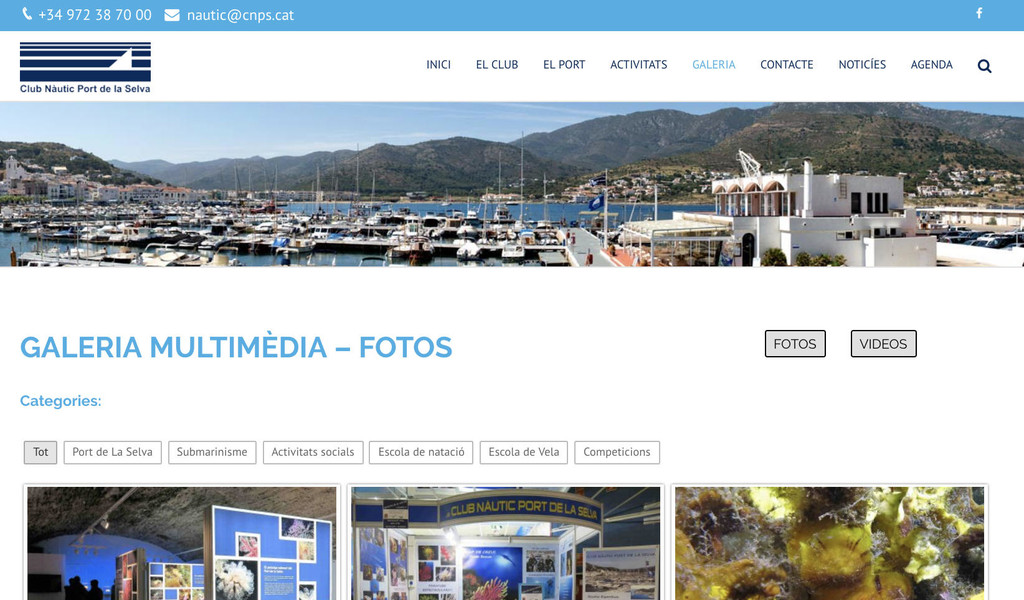 +34 972 38 70 00 nautic@cnps.cat
Club Nàutic Port de la Selva
INICI EL CLUB EL PORT ACTIVITATS GALERIA CONTACTE NOTICÍES AGENDA
GALERIA MULTIMÈDIA – FOTOS
FOTOS VIDEOS
Categories:
Tot Port de La Selva Submarinisme Activitats socials Escola de natació Escola de Vela Competicions
CLUB NÀUTIC PORT DE LA SELVA